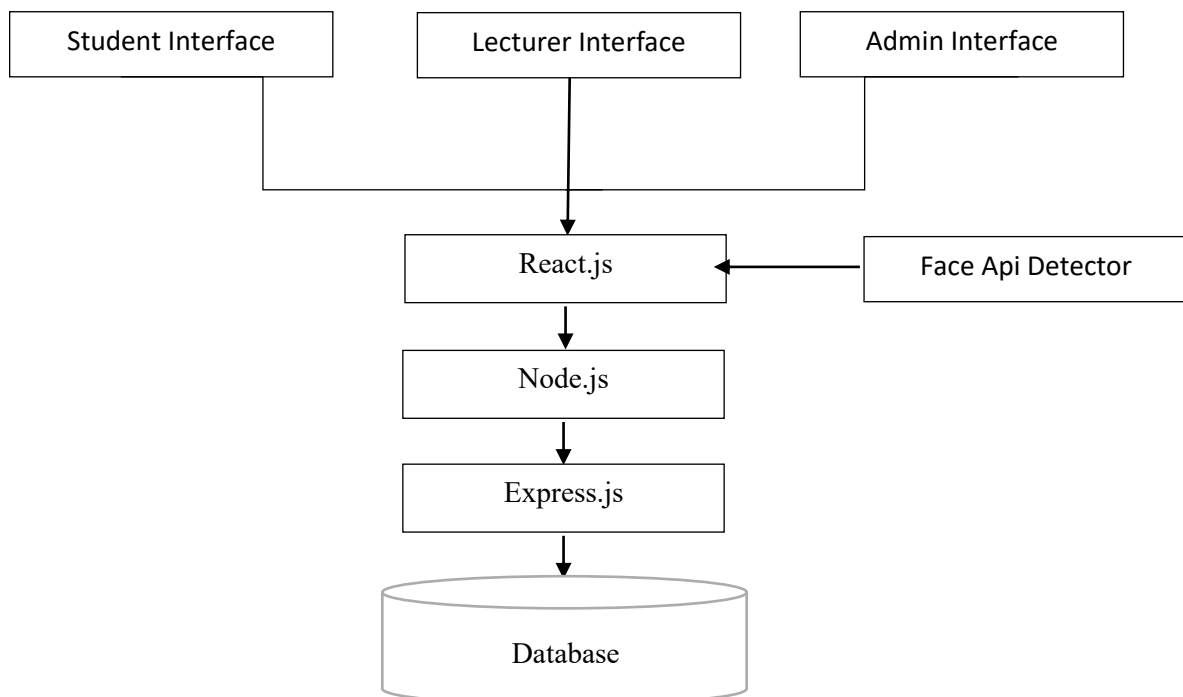 Student Interface
Lecturer Interface
Admin Interface
React.js
Face Api Detector
Node.js
Express.js
Database